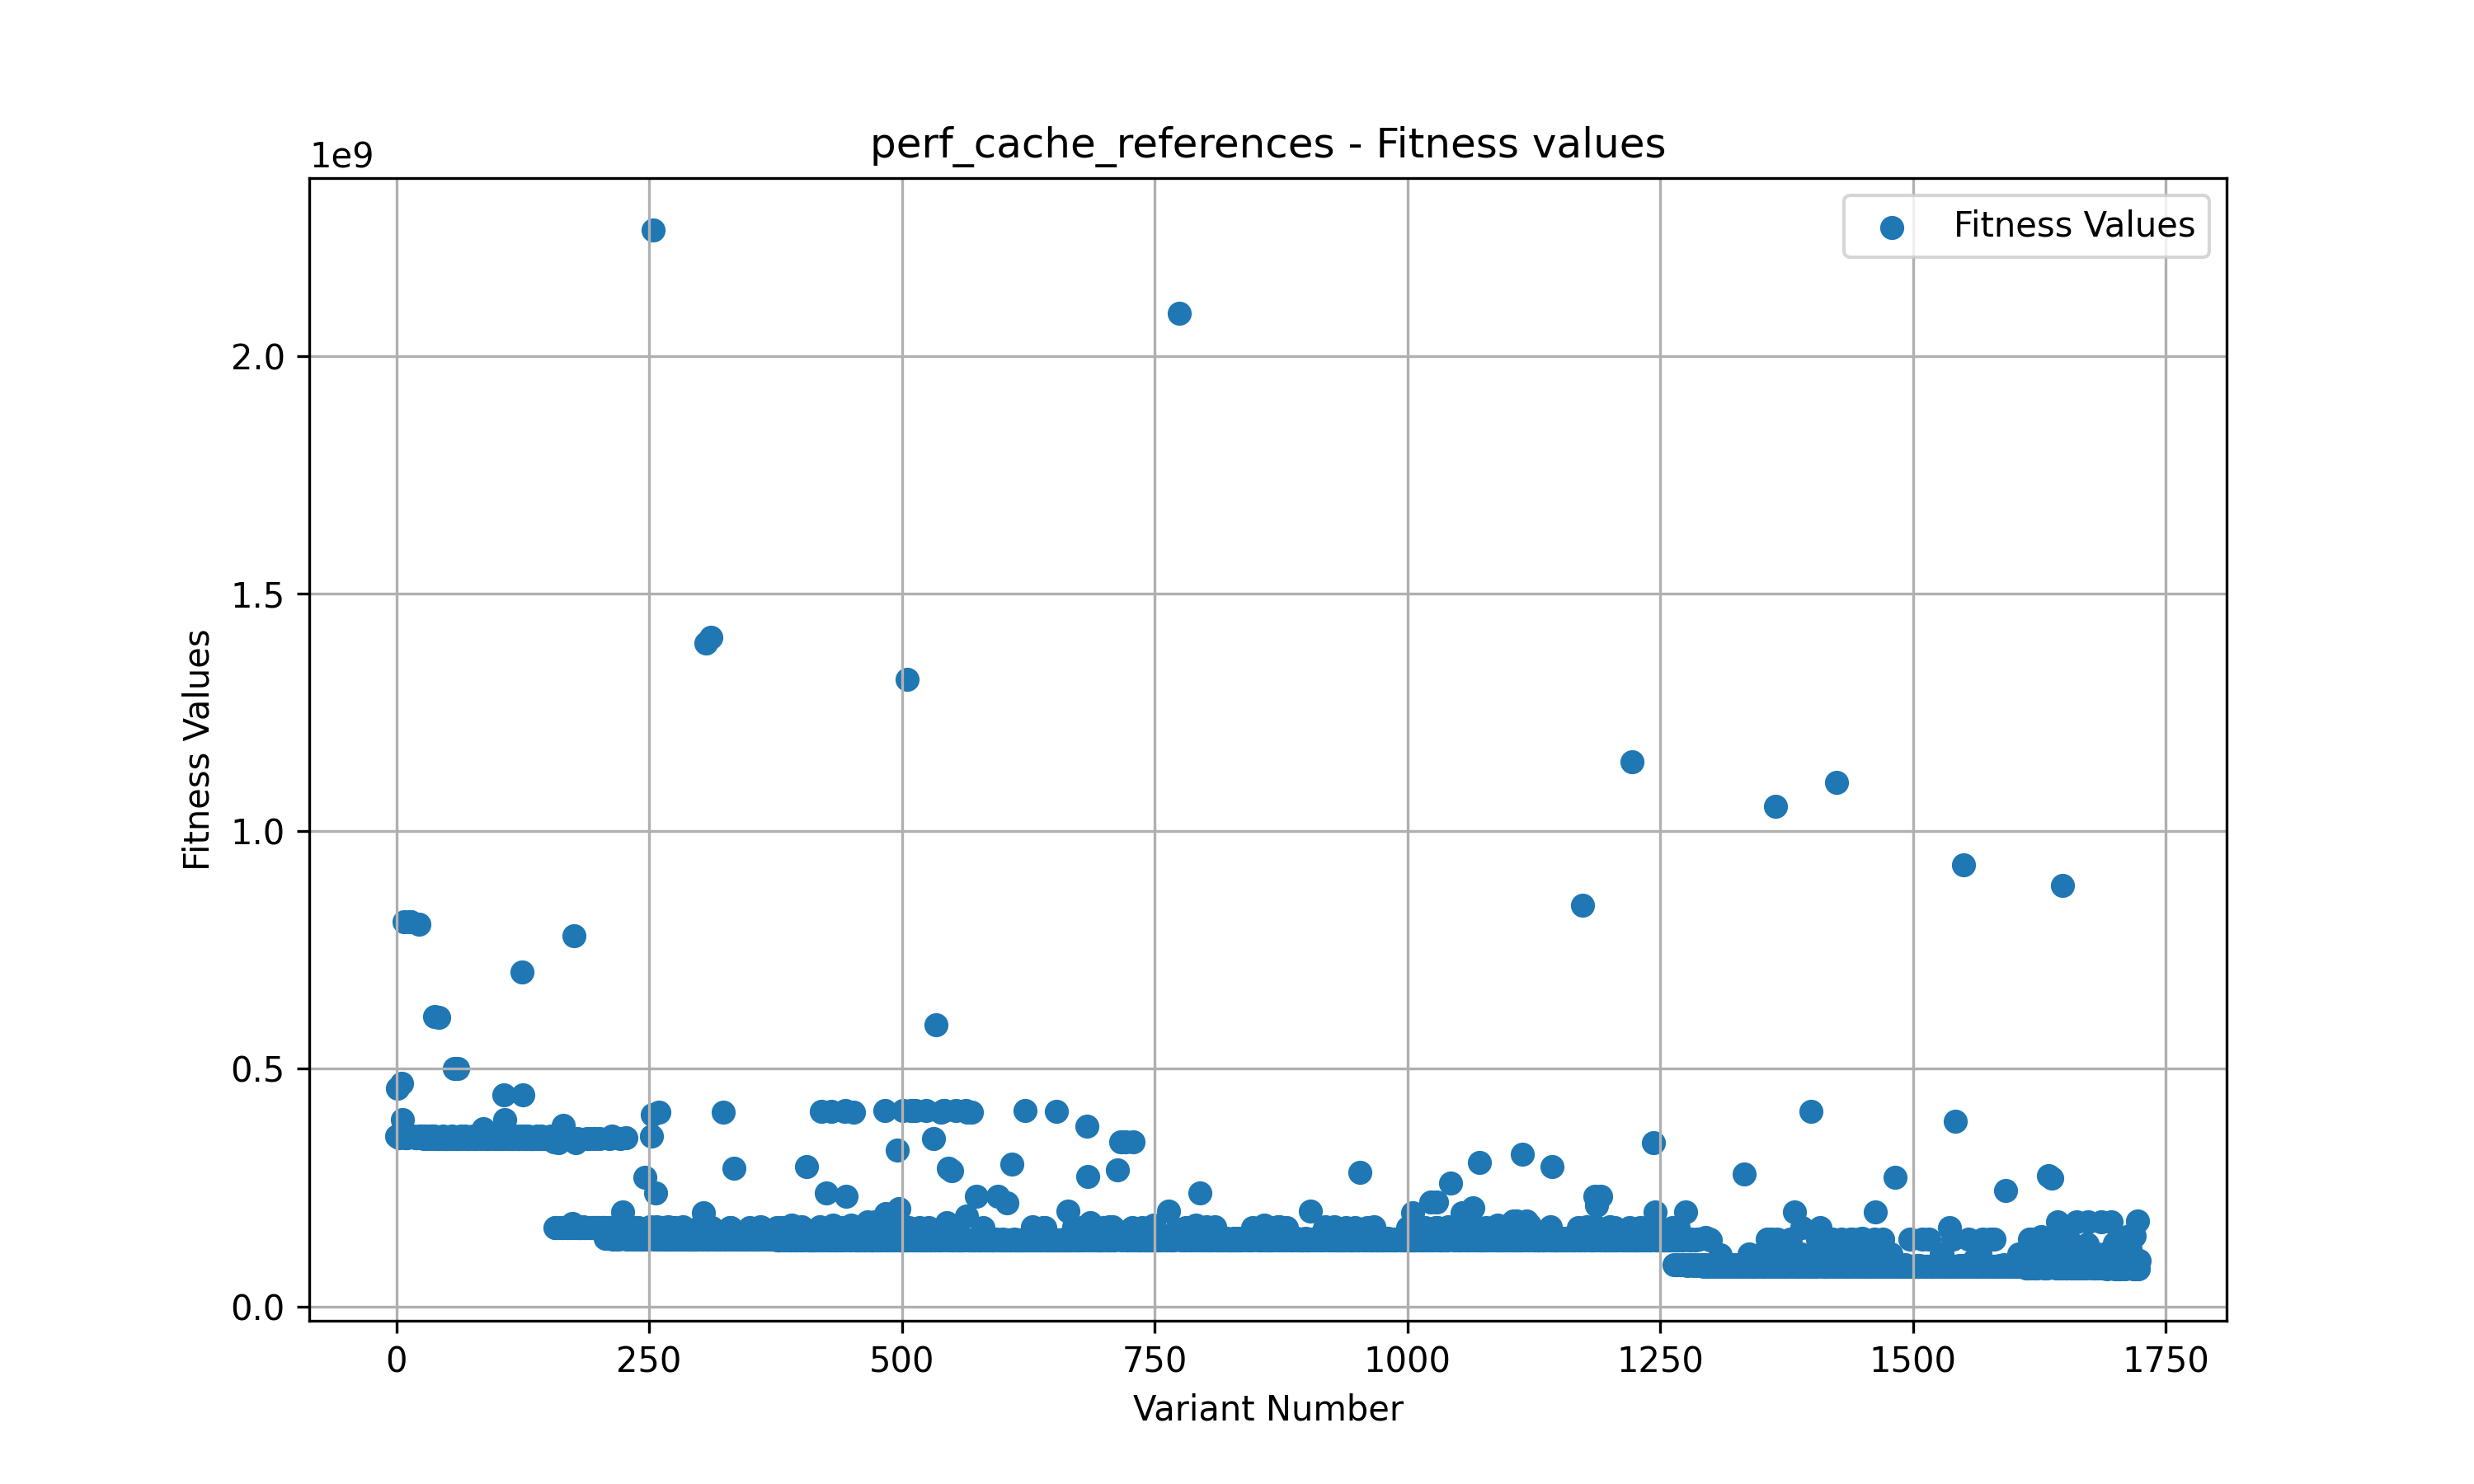 perf_cache_references - Fitness values
1e9
Fitness Values
2.0
1.5
1.0
0.5
0.0
Fitness Values
0 250 500 750 1000 1250 1500 1750
Variant Number